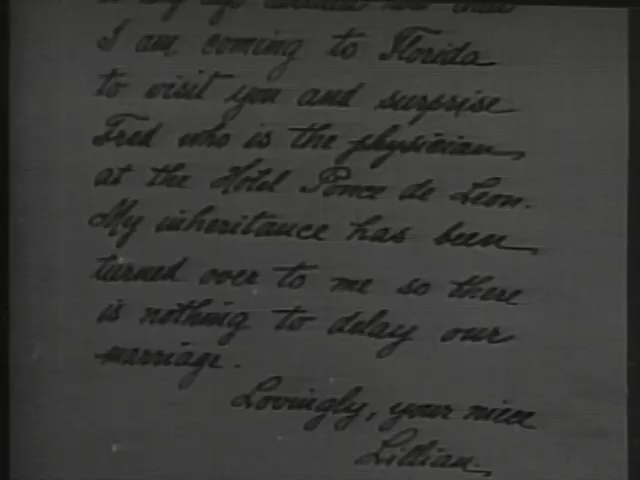 I am coming to Florida
to visit you and surprise
Fred who is the physician
at the Hotel Ponce de Leon.
My inheritance has been
turned over to me so there
is nothing to delay our
marriage.
Lovingly, your niece
Lillian